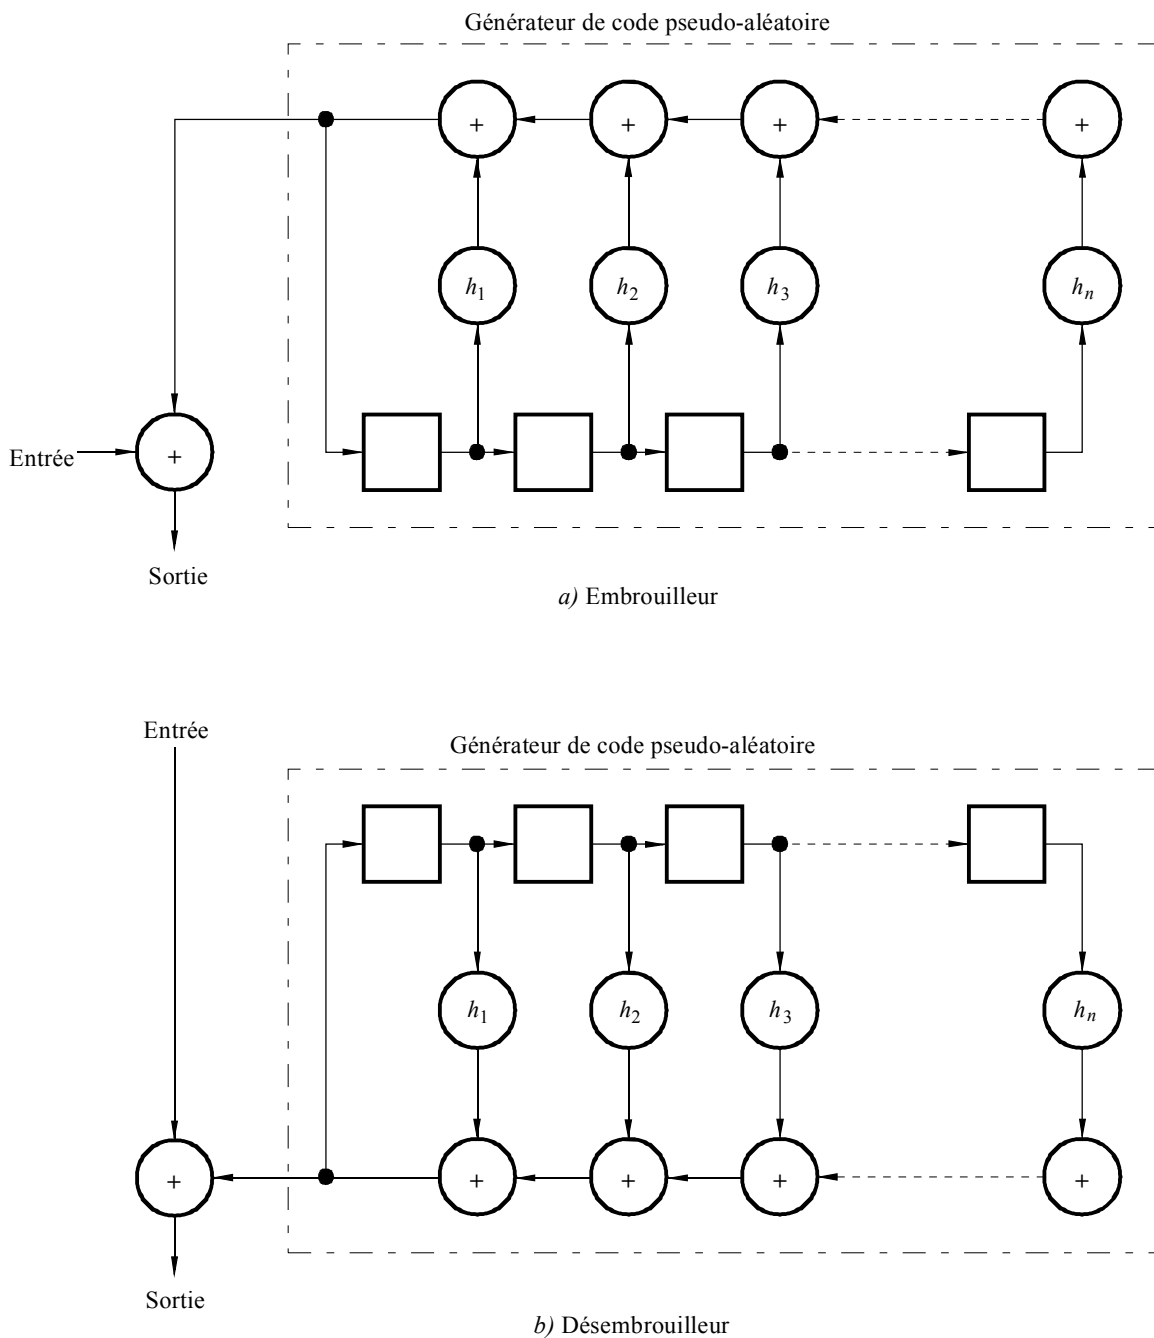 Générateur de code pseudo-aléatoire
+ + + +
h1 h2 h3 hn
Entrée
+
Sortie
a) Embrouilleur
Entrée
Générateur de code pseudo-aléatoire
h1 h2 h3 hn
+ + + + +
Sortie
b) Désembrouilleur